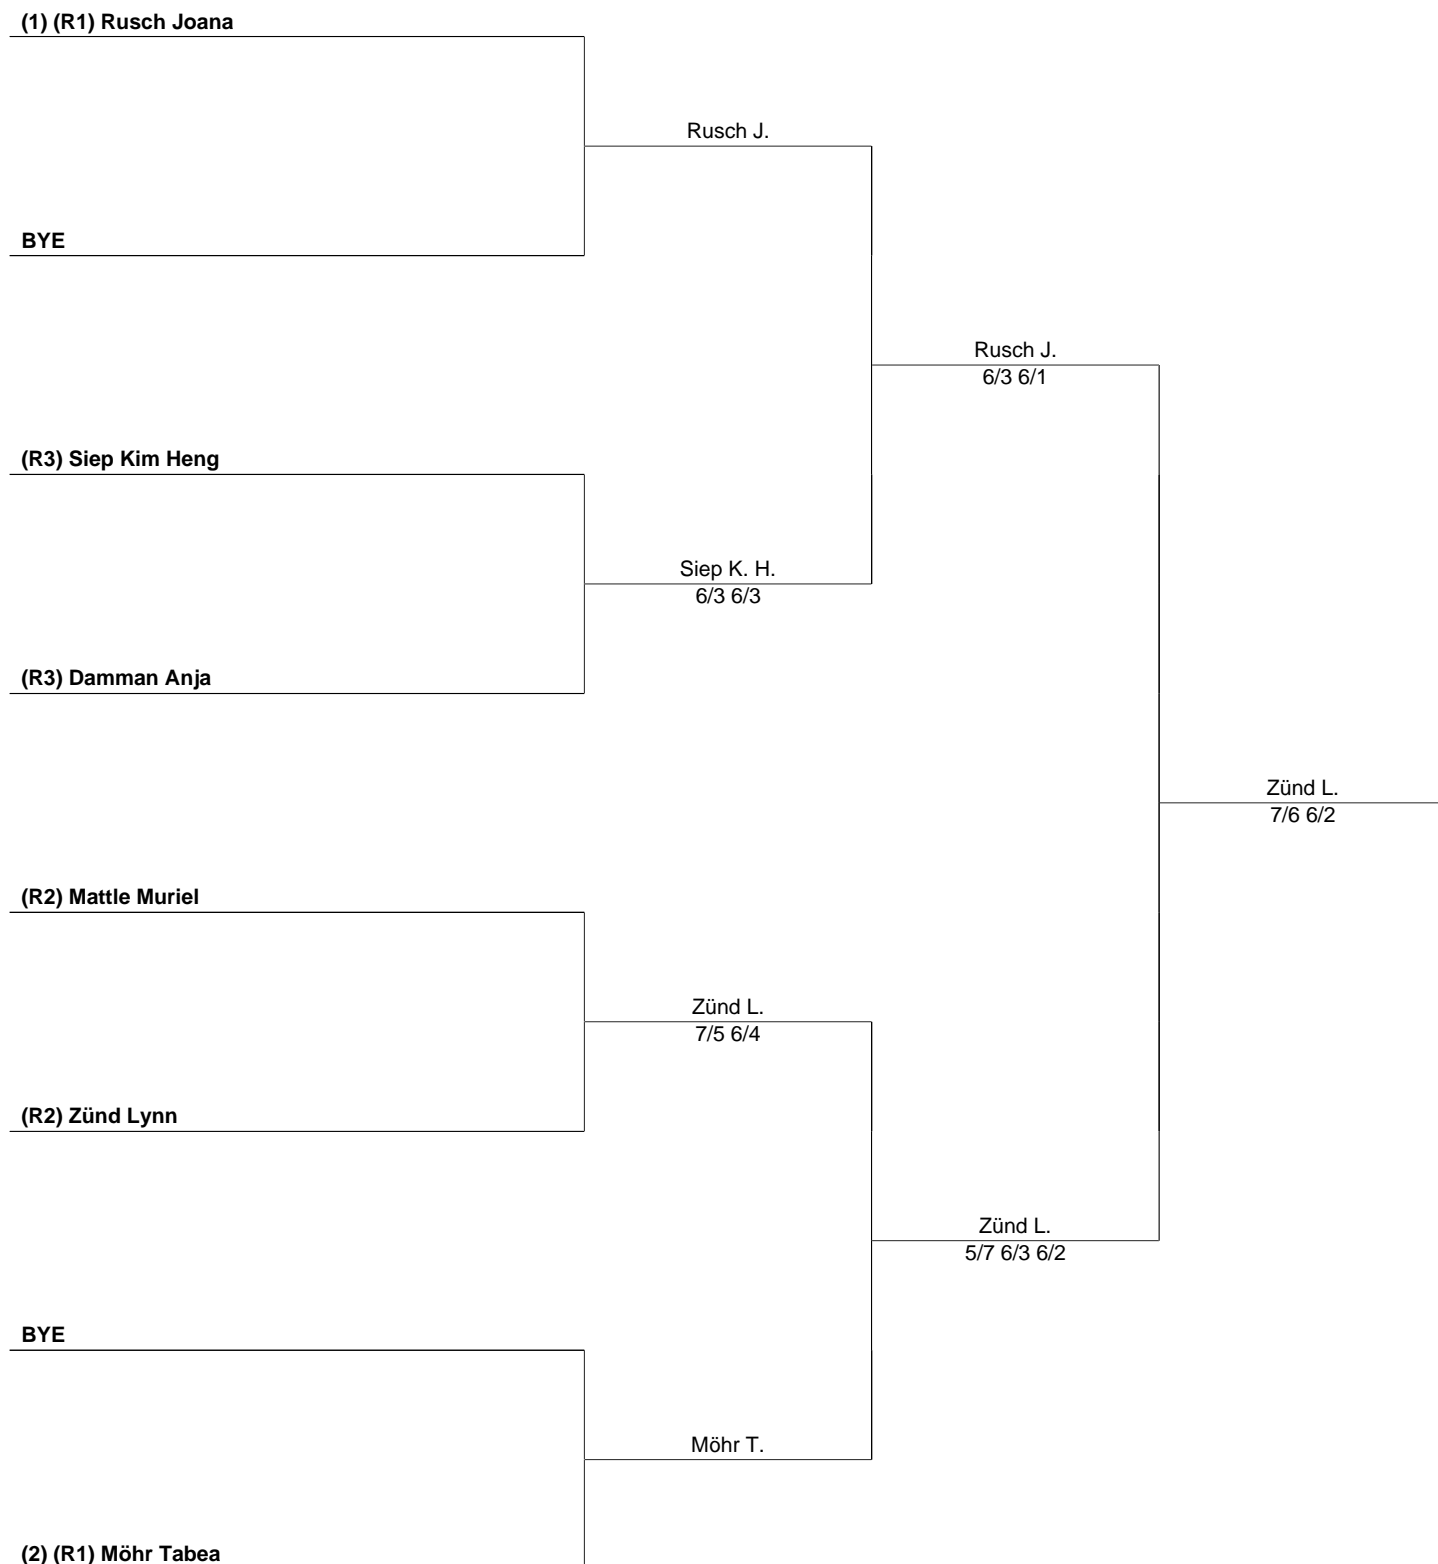 (1) (R1) Rusch Joana
Rusch J.
BYE
Rusch J.
6/3 6/1
(R3) Siep Kim Heng
Siep K. H.
6/3 6/3
(R3) Damman Anja
Zünd L.
7/6 6/2
(R2) Mattle Muriel
Zünd L.
7/5 6/4
(R2) Zünd Lynn
Zünd L.
5/7 6/3 6/2
BYE
Möhr T.
(2) (R1) Möhr Tabea